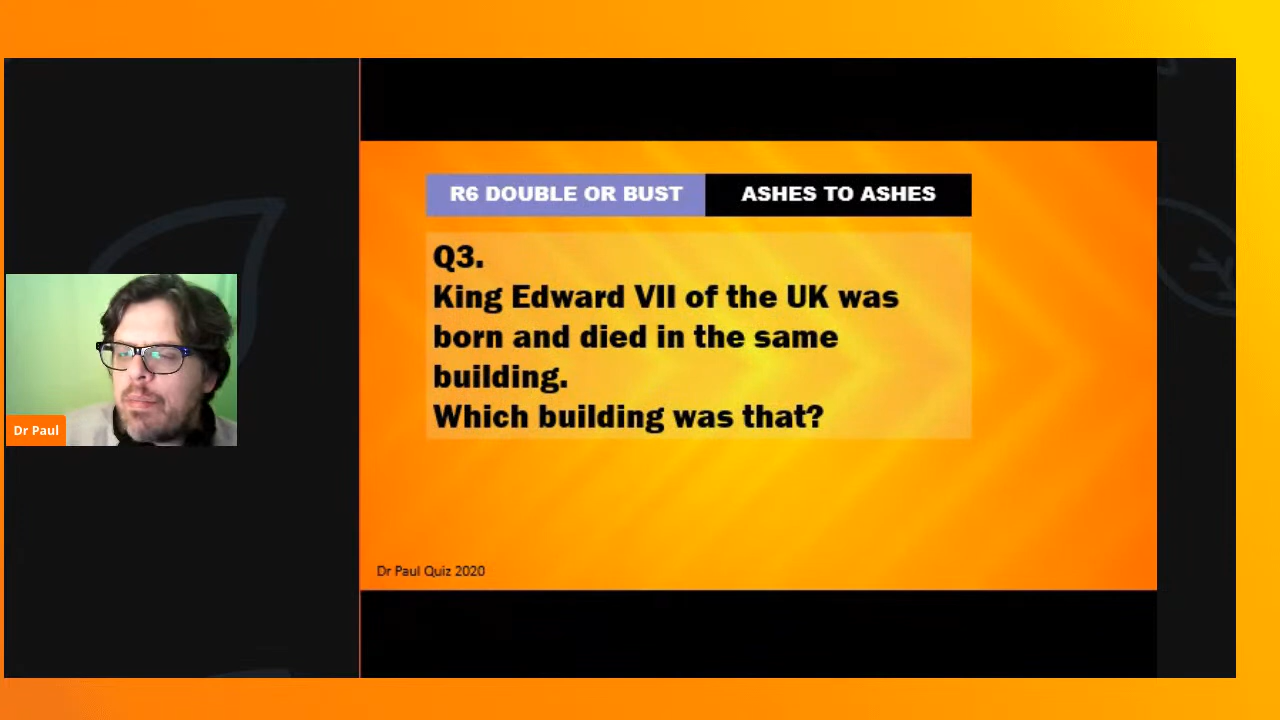 R6 DOUBLE OR BUST
ASHES TO ASHES
Q3.
King Edward VII of the UK was
born and died in the same
building.
Which building was that?
Dr Paul
Dr Paul Quiz 2020